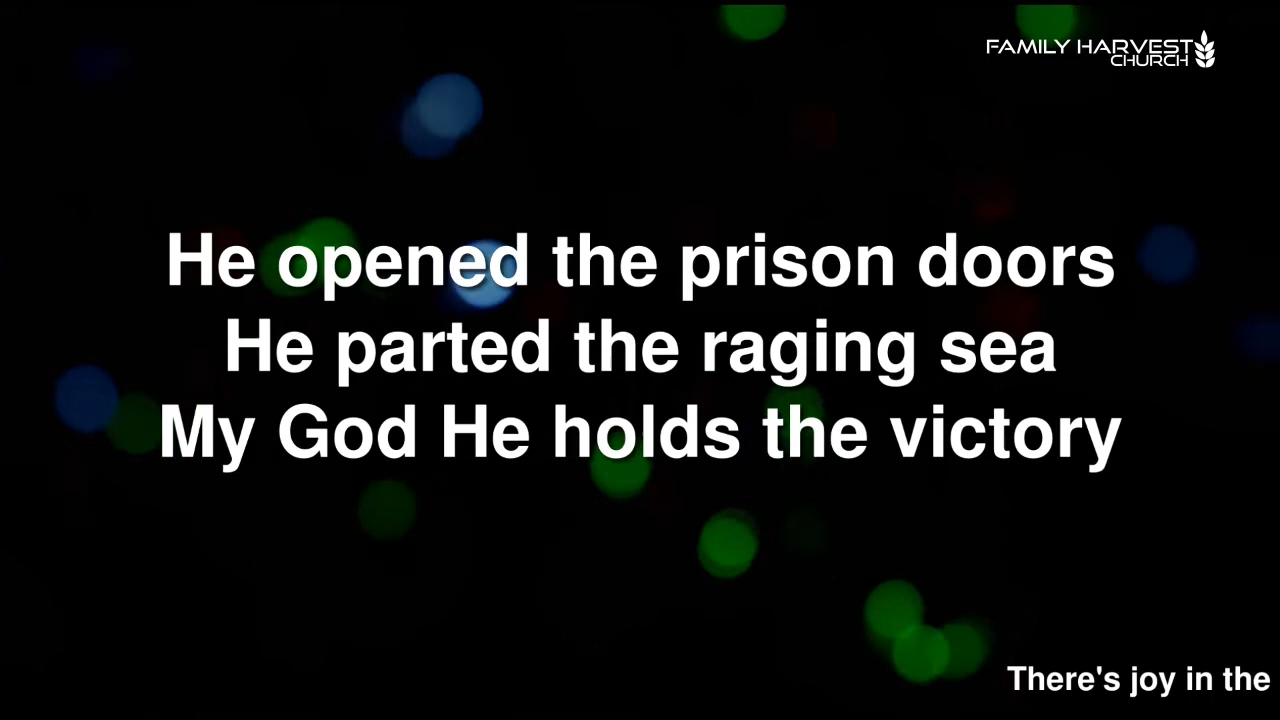 FAMILY HARVEST
CHURCH
He opened the prison doors
He parted the raging sea
My God He holds the victory
There's joy in the